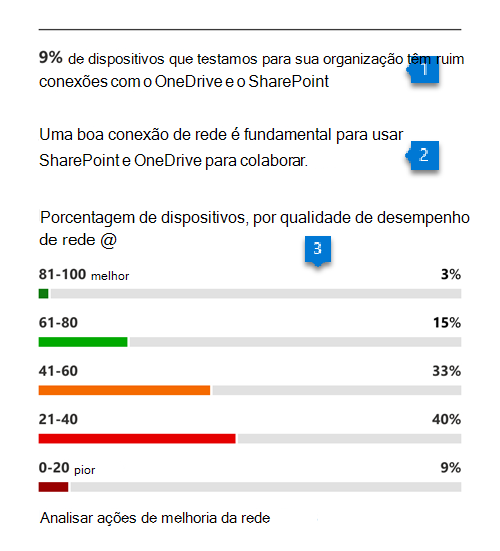 9% de dispositivos que testamos para sua organização têm ruim
conexões com o OneDrive e o SharePoint
1
Uma boa conexão de rede é fundamental para usar
SharePoint e OneDrive para colaborar.
2
Porcentagem de dispositivos, por qualidade de desempenho
de rede @
3
81-100 melhor 3%
61-80 15%
41-60 33%
21-40 40%
0-20 pior 9%
Analisar ações de melhoria da rede